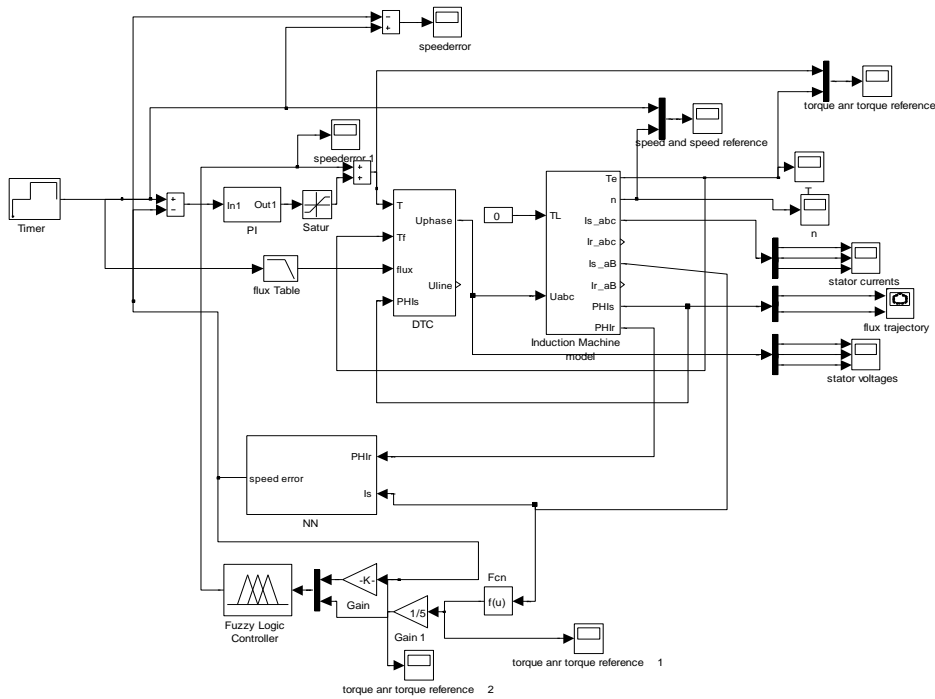 speederror
torque anr torque reference
speed and speed reference
speederror 1
Timer
In1 Out1
PI
Satur
flux Table
T
Tf
flux
PHIs
Uphase
Uline
DTC
0
TL
Uabc
Te
n
Is_abc
Ir_abc
Is_aB
Ir_aB
PHIs
PHIr
Induction Machine
model
T
n
stator currents
flux trajectory
stator voltages
speed error
PHIr
Is
NN
Fuzzy Logic
Controller
-K-
Gain
1/5
Gain 1
Fcn
f(u)
torque anr torque reference 1
torque anr torque reference 2